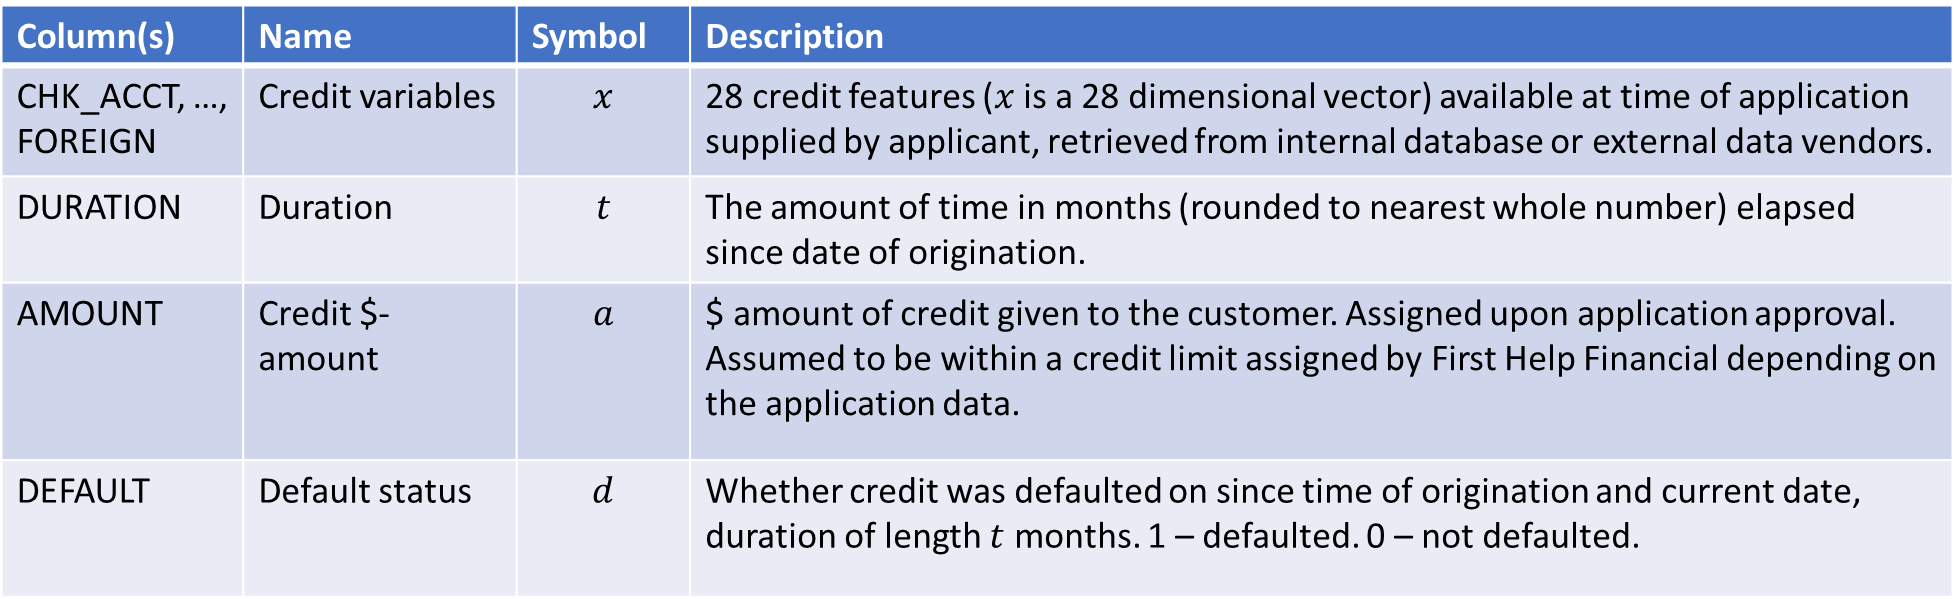 Column(s) Name Symbol Description
CHK_ACCT, ..., Credit variables x 28 credit features (x is a 28 dimensional vector) available at time of application
FOREIGN supplied by applicant, retrieved from internal database or external data vendors.
DURATION Duration t The amount of time in months (rounded to nearest whole number) elapsed
since date of origination.
AMOUNT Credit $- a $ amount of credit given to the customer. Assigned upon application approval.
amount Assumed to be within a credit limit assigned by First Help Financial depending on
the application data.
DEFAULT Default status d Whether credit was defaulted on since time of origination and current date,
duration of length t months. 1 – defaulted. 0 – not defaulted.